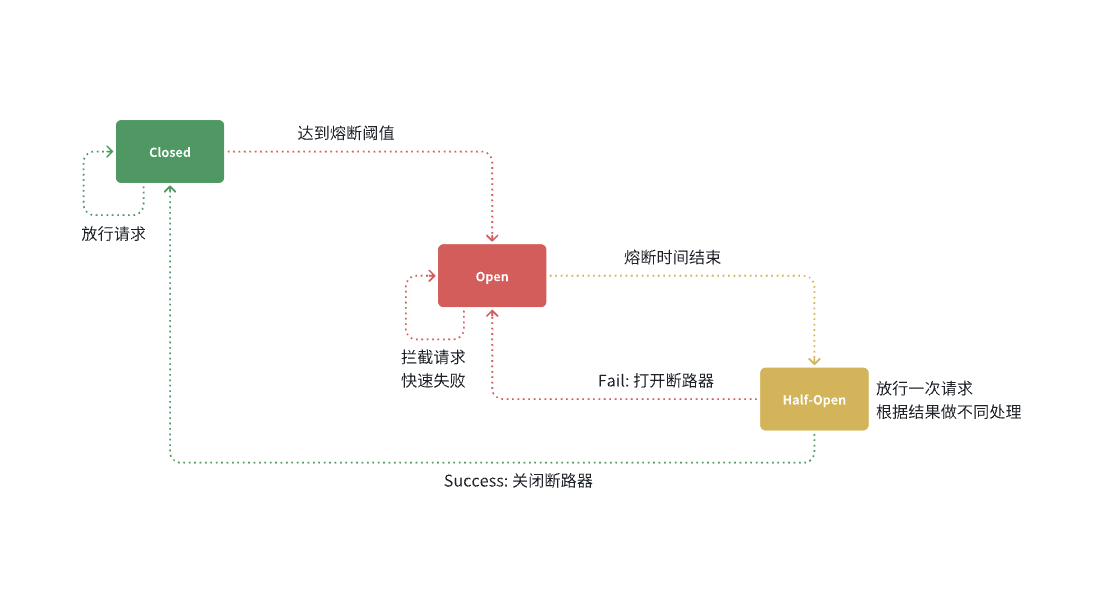 达到熔断阈值
Closed
放行请求
熔断时间结束
Open
拦截请求
快速失败
Fail: 打开断路器
Half-Open
放行一次请求
根据结果做不同处理
Success: 关闭断路器